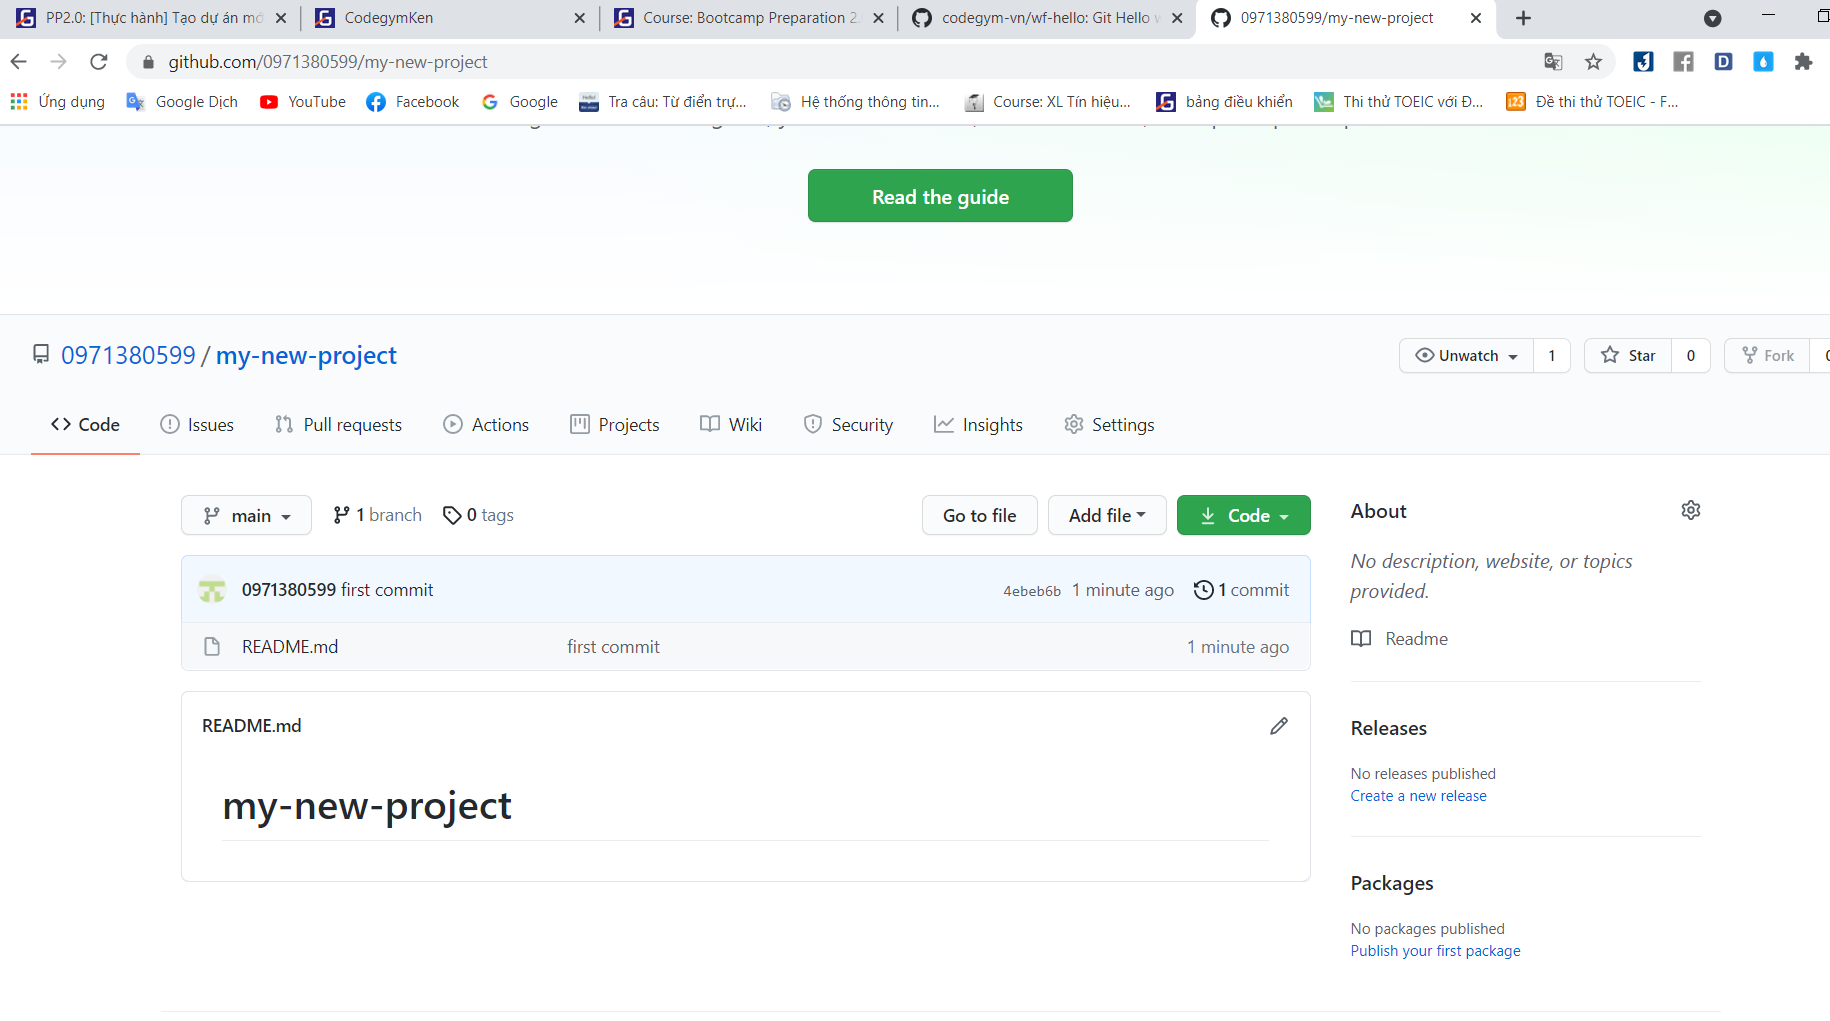 PP2.0: [Thực hành] Tạo dự án mớ
CodegymKen
Course: Bootcamp Preparation 2.
codegym-vn/wf-hello: Git Hello w
0971380599/my-new-project
github.com/0971380599/my-new-project
Ứng dụng
Google Dịch
YouTube
Facebook
Google
Tra câu: Từ điển trự...
Hệ thống thông tin...
Course: XL Tín hiệu...
bảng điều khiển
Thi thử TOEIC với Đ...
Đề thi thử TOEIC - F...
Read the guide
0971380599 / my-new-project
Unwatch 1
Star 0
Fork 0
Code
Issues
Pull requests
Actions
Projects
Wiki
Security
Insights
Settings
main
1 branch
0 tags
Go to file
Add file
Code
0971380599 first commit
4ebeb6b 1 minute ago
1 commit
README.md
first commit
1 minute ago
README.md
my-new-project
About
No description, website, or topics
provided.
Readme
Releases
No releases published
Create a new release
Packages
No packages published
Publish your first package